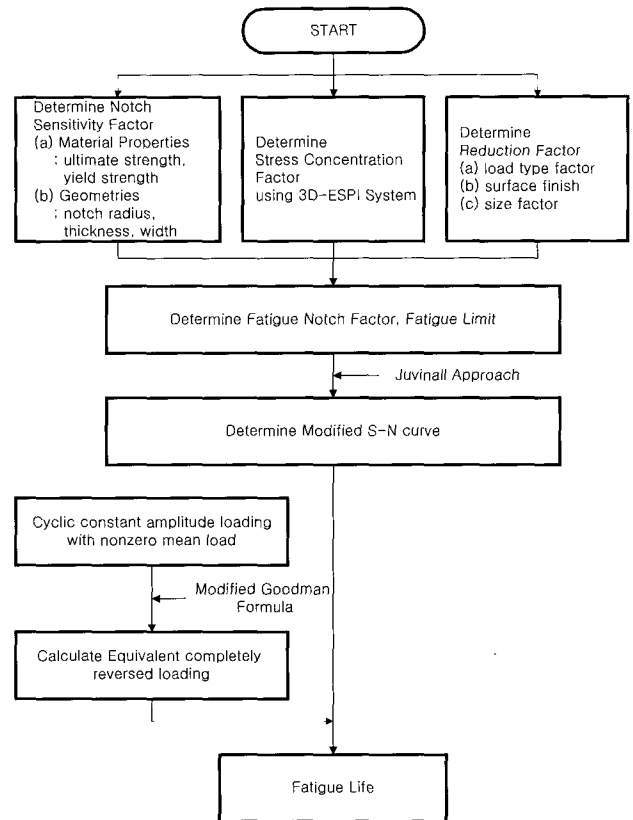 START
Determine Notch
Sensitivity Factor
(a) Material Properties
: ultimate strength,
yield strength
(b) Geometries
: notch radius,
thickness, width
Determine
Stress Concentration
Factor
using 3D-ESPI System
Determine
Reduction Factor
(a) load type factor
(b) surface finish
(c) size factor
Determine Fatigue Notch Factor, Fatigue Limit
Juvinall Approach
Determine Modified S-N curve
Cyclic constant amplitude loading
with nonzero mean load
Modified Goodman
Formula
Calculate Equivalent completely
reversed loading
Fatigue Life